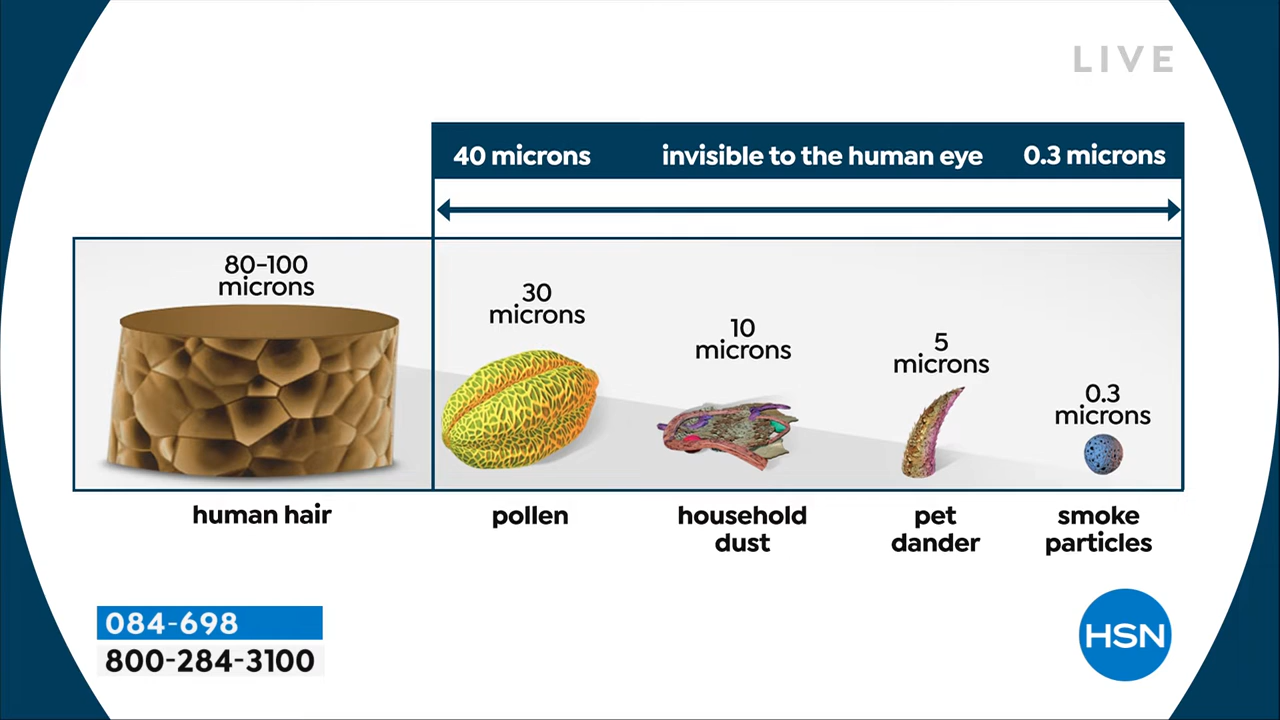 LIVE
40 microns invisible to the human eye 0.3 microns
80-100
microns
30
microns
10
microns
5
microns
0.3
microns
human hair
pollen
household
dust
pet
dander
smoke
particles
084-698
800-284-3100
HSN